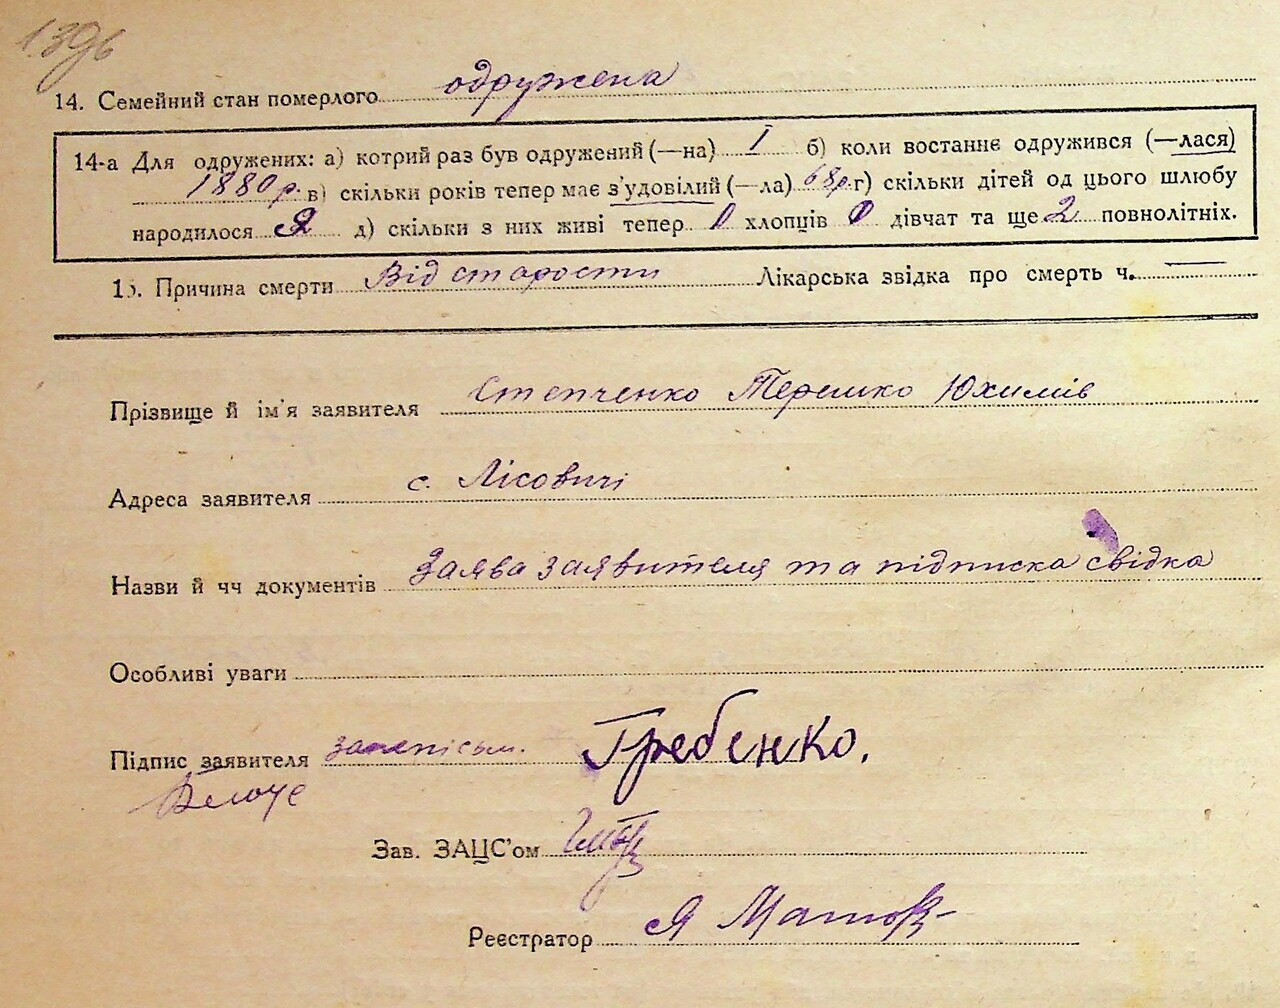 139б
14. Семейний стан померлого одружена
14-а Для одружених: а) котрий раз був одружений (—на) I б) коли востаннє одружився (—лася)
1880 р. в) скільки років тепер має з'удовілий (—ла) 68 р. г) скільки дітей од цього шлюбу
народилося 2 д) скільки з них живі тепер 0 хлопців 0 дівчат та ще 2 повнолітніх.
15. Причина смерти Від старости Лікарська звідка про смерть ч. —
Прізвище й ім'я заявителя Степченко Терешко Юхимів
Адреса заявителя с. Лісовичі
Назви й чч документів Заява заявителя та підписка свідка
Особливі уваги
Підпис заявителя Гребенко.
Зав. ЗАЦС'ом
Реєстратор Я